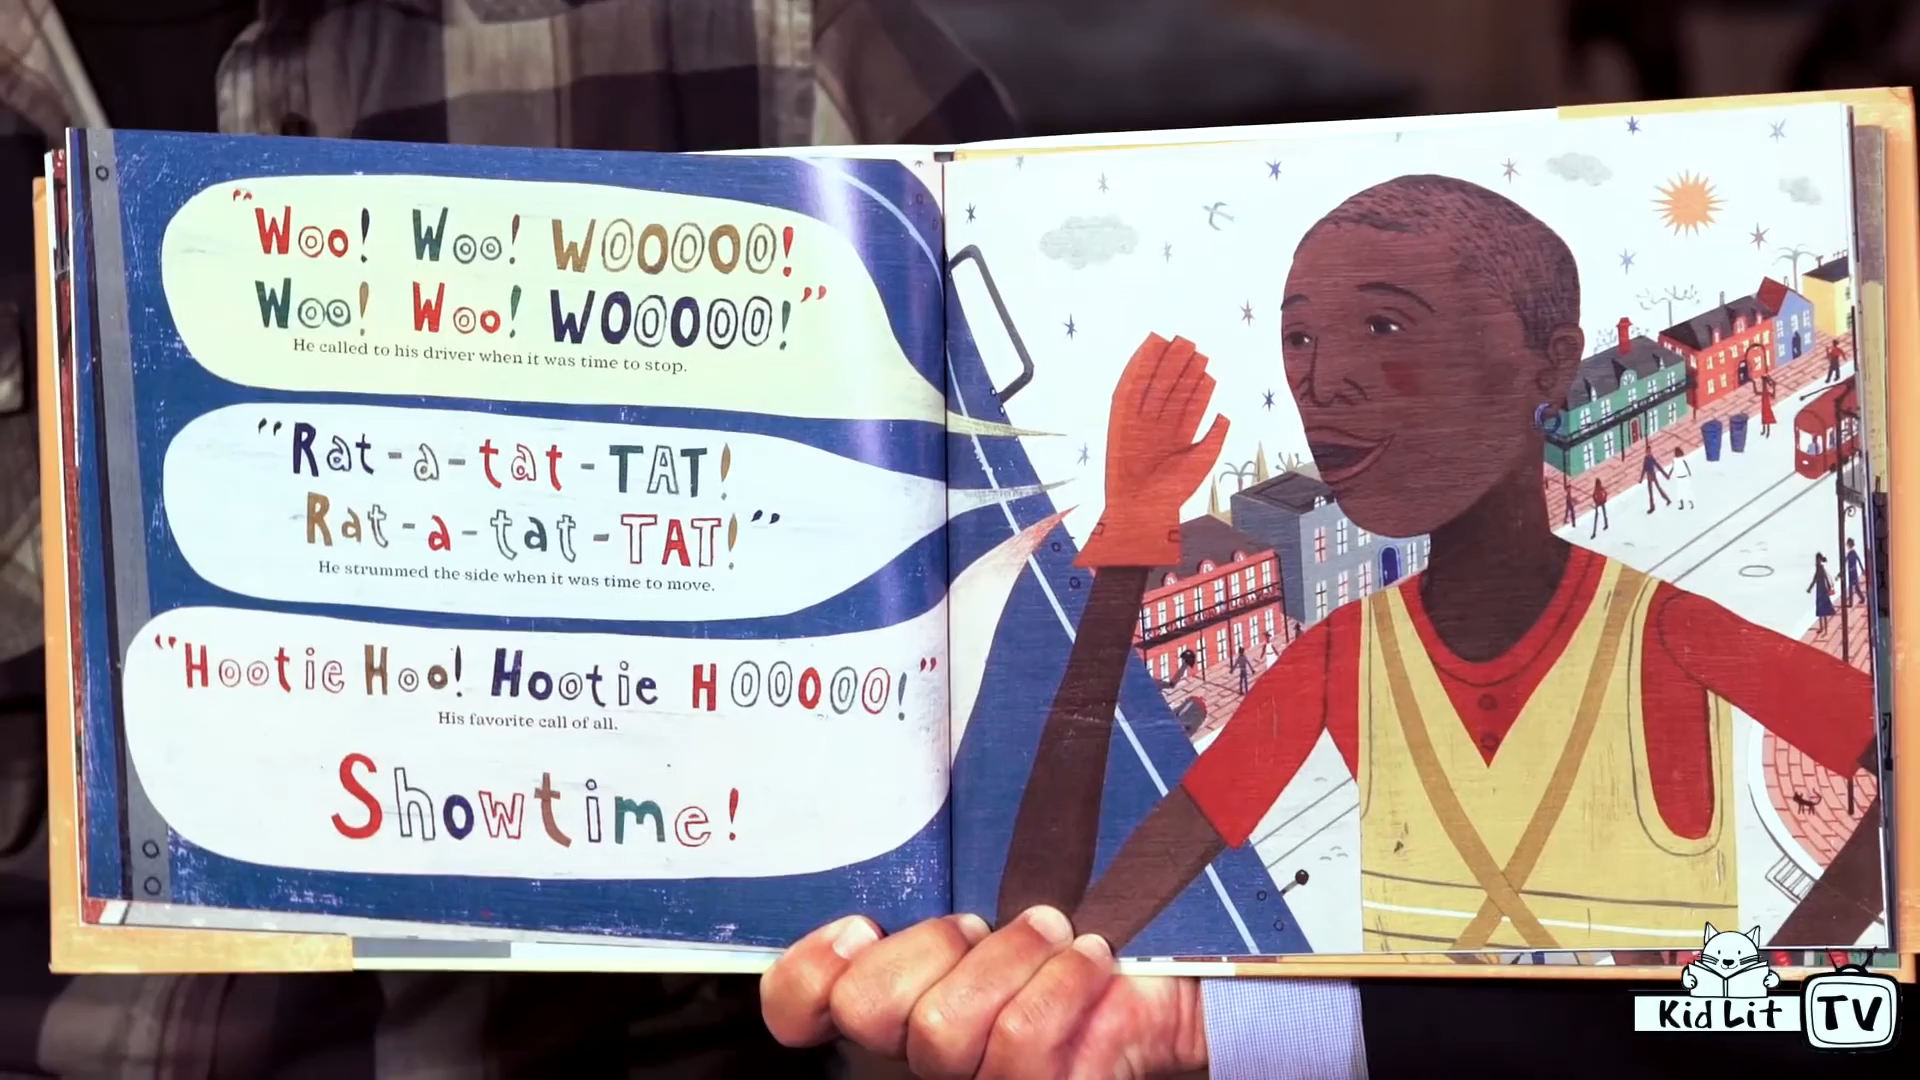 "Woo! Woo! WOOOOO!
Woo! Woo! WOOOOO!"
He called to his driver when it was time to stop.
"Rat-a-tat-TAT!
Rat-a-tat-TAT!"
He strummed the side when it was time to move.
"Hootie Hoo! Hootie HOOOOO!"
His favorite call of all.
Showtime!
Kid Lit TV